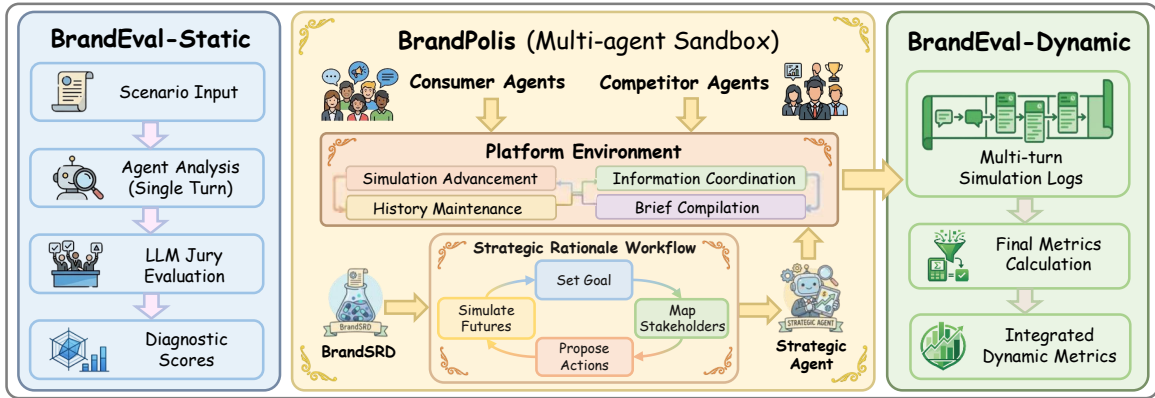 BrandEval-Static
Scenario Input
Agent Analysis
(Single Turn)
LLM Jury
Evaluation
Diagnostic
Scores
BrandPolis (Multi-agent Sandbox)
Consumer Agents
Competitor Agents
Platform Environment
Simulation Advancement
Information Coordination
History Maintenance
Brief Compilation
Strategic Rationale Workflow
Set Goal
Simulate
Futures
Map
Stakeholders
Propose
Actions
BrandSRD
BrandSRD
STRATEGIC AGENT
Strategic
Agent
BrandEval-Dynamic
Multi-turn
Simulation Logs
Final Metrics
Calculation
Integrated
Dynamic Metrics